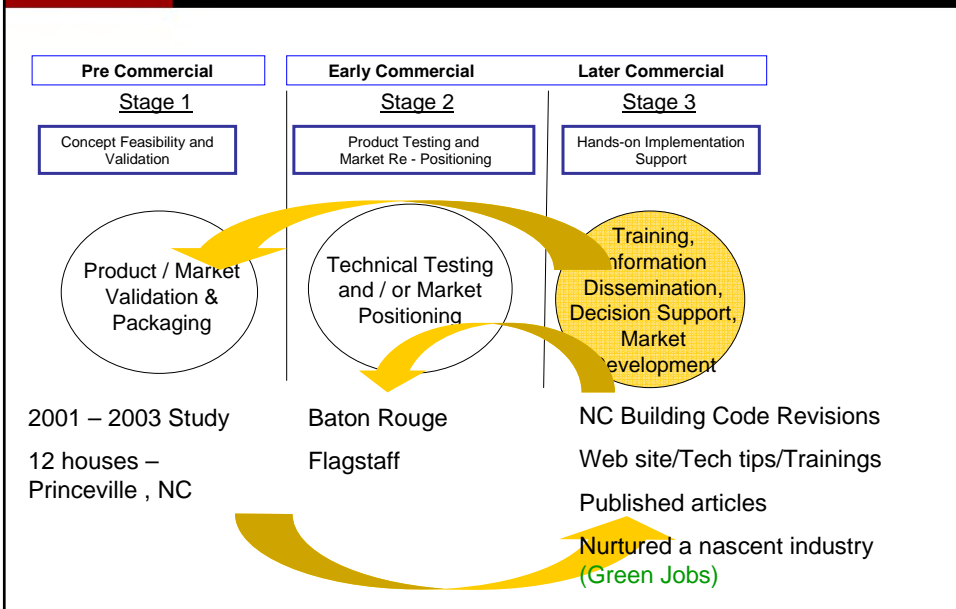 Pre Commercial
Early Commercial
Later Commercial
Stage 1
Stage 2
Stage 3
Concept Feasibility and
Validation
Product Testing and
Market Re - Positioning
Hands-on Implementation
Support
Product / Market
Validation &
Packaging
Technical Testing
and / or Market
Positioning
Training,
Information
Dissemination,
Decision Support,
Market
Development
2001 – 2003 Study
12 houses –
Princeville , NC
Baton Rouge
Flagstaff
NC Building Code Revisions
Web site/Tech tips/Trainings
Published articles
Nurtured a nascent industry
(Green Jobs)